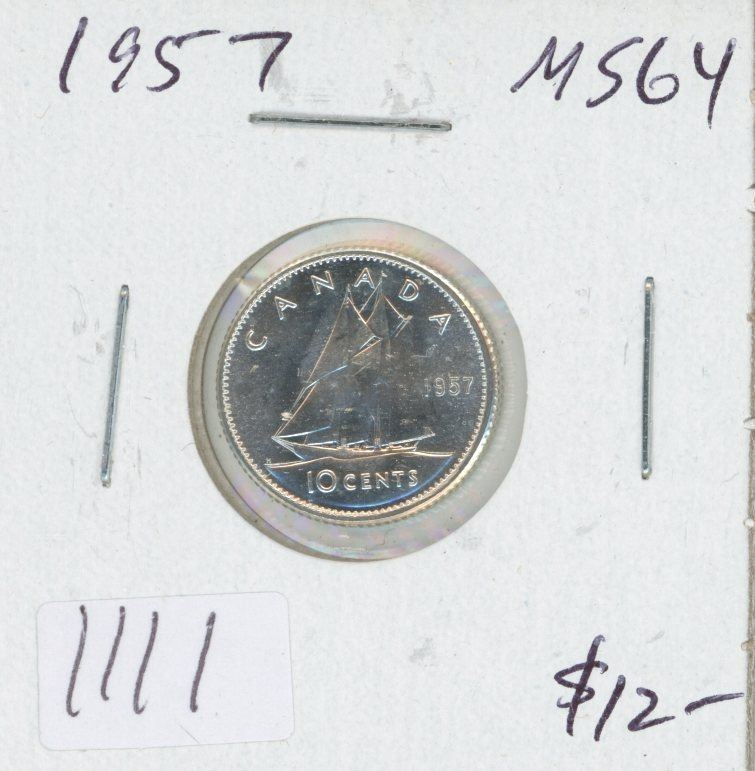 1957 MS64
CANADA
1957
10 CENTS
1111
$12-